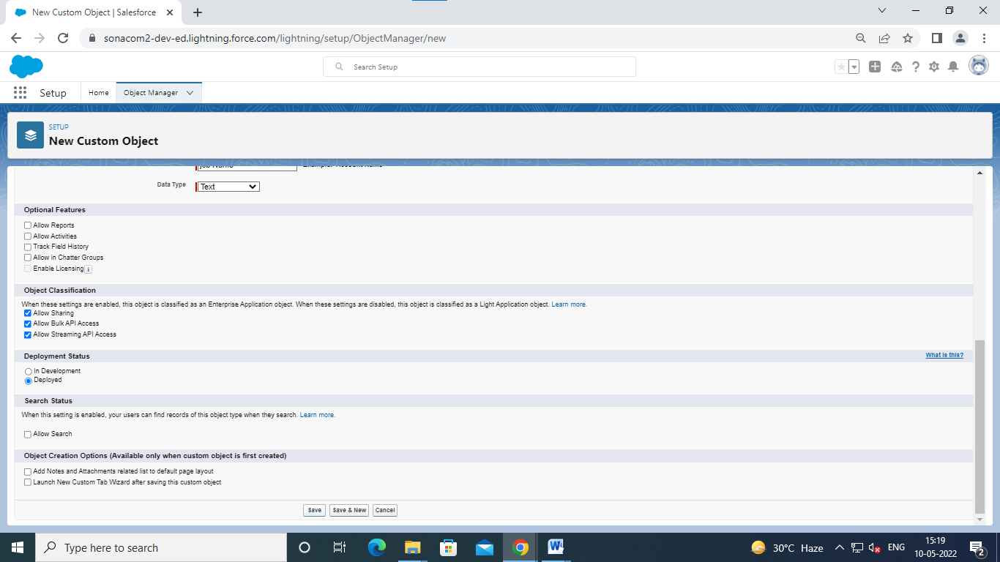 New Custom Object | Salesforce
sonacom2-dev-ed.lightning.force.com/lightning/setup/ObjectManager/new
Search Setup
Setup
Home
Object Manager
SETUP
New Custom Object
Job Name
Example: Account Name
Data Type
Text
Optional Features
Allow Reports
Allow Activities
Track Field History
Allow in Chatter Groups
Enable Licensing i
Object Classification
When these settings are enabled, this object is classified as an Enterprise Application object. When these settings are disabled, this object is classified as a Light Application object. Learn more.
Allow Sharing
Allow Bulk API Access
Allow Streaming API Access
Deployment Status
What is this?
In Development
Deployed
Search Status
When this setting is enabled, your users can find records of this object type when they search. Learn more.
Allow Search
Object Creation Options (Available only when custom object is first created)
Add Notes and Attachments related list to default page layout
Launch New Custom Tab Wizard after saving this custom object
Save
Save & New
Cancel
Type here to search
30°C Haze
ENG
15:19
10-05-2022
2